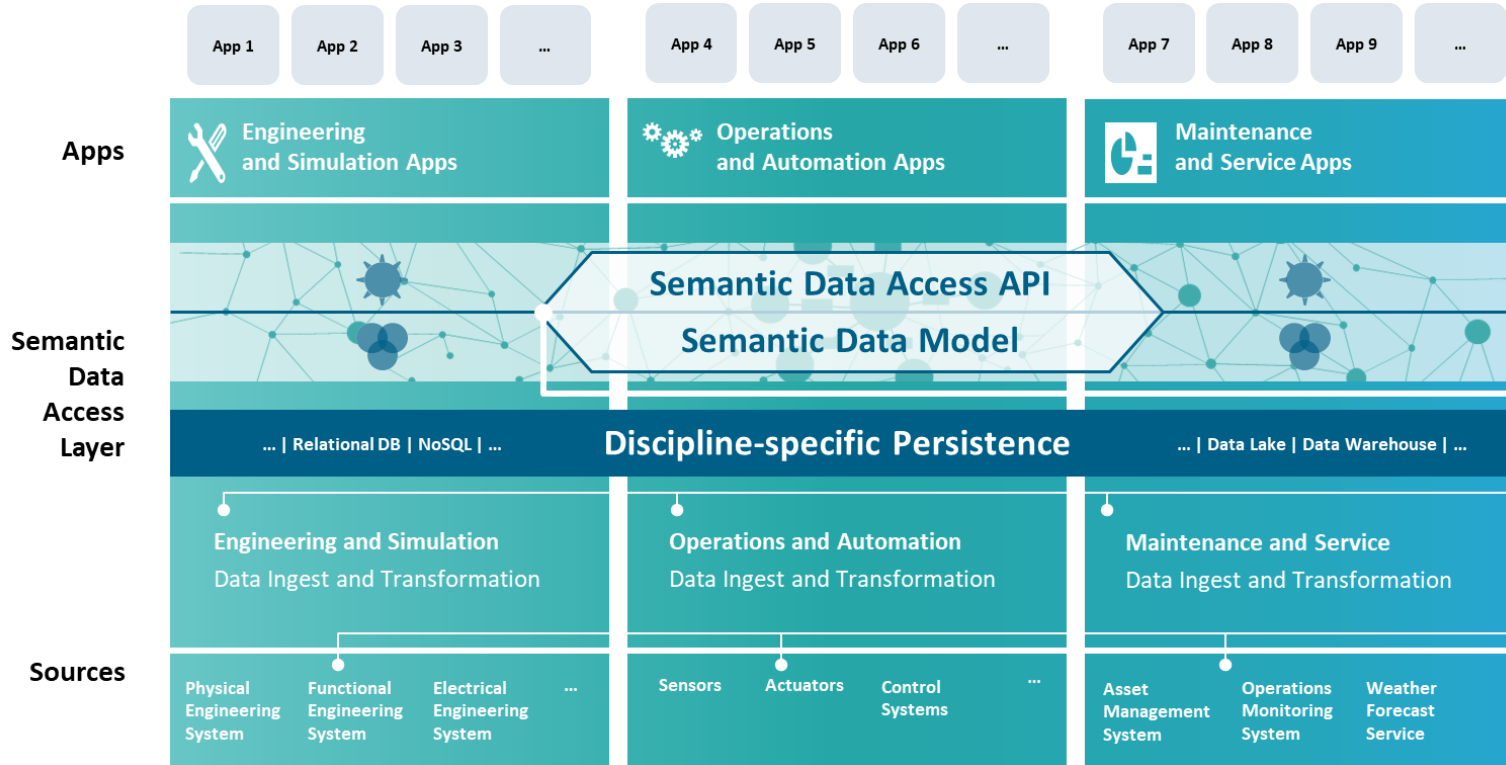 App 1
App 2
App 3
...
App 4
App 5
App 6
...
App 7
App 8
App 9
...
Apps
Engineering
and Simulation Apps
Operations
and Automation Apps
Maintenance
and Service Apps
Semantic
Data
Access
Layer
Semantic Data Access API
Semantic Data Model
... | Relational DB | NoSQL | ...
Discipline-specific Persistence
... | Data Lake | Data Warehouse | ...
Engineering and Simulation
Data Ingest and Transformation
Operations and Automation
Data Ingest and Transformation
Maintenance and Service
Data Ingest and Transformation
Sources
Physical
Engineering
System
Functional
Engineering
System
Electrical
Engineering
System
...
Sensors
Actuators
Control
Systems
...
Asset
Management
System
Operations
Monitoring
System
Weather
Forecast
Service